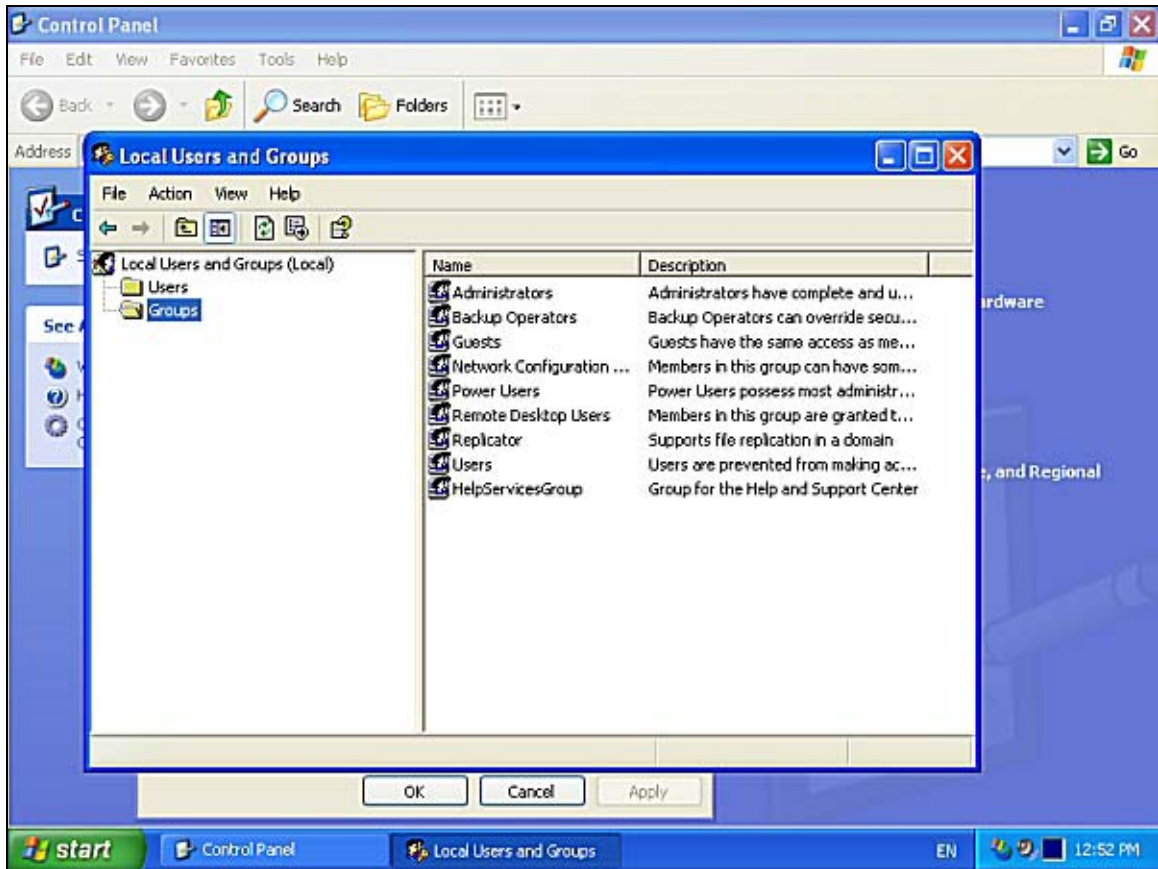 Control Panel
File Edit View Favorites Tools Help
Back Search Folders
Address Go
Local Users and Groups
File Action View Help
Local Users and Groups (Local)
Users
Groups
Name Description
Administrators Administrators have complete and u...
Backup Operators Backup Operators can override secu...
Guests Guests have the same access as me...
Network Configuration ... Members in this group can have som...
Power Users Power Users possess most administr...
Remote Desktop Users Members in this group are granted t...
Replicator Supports file replication in a domain
Users Users are prevented from making ac...
HelpServicesGroup Group for the Help and Support Center
See
ardware
e, and Regional
OK Cancel Apply
start Control Panel Local Users and Groups EN 12:52 PM